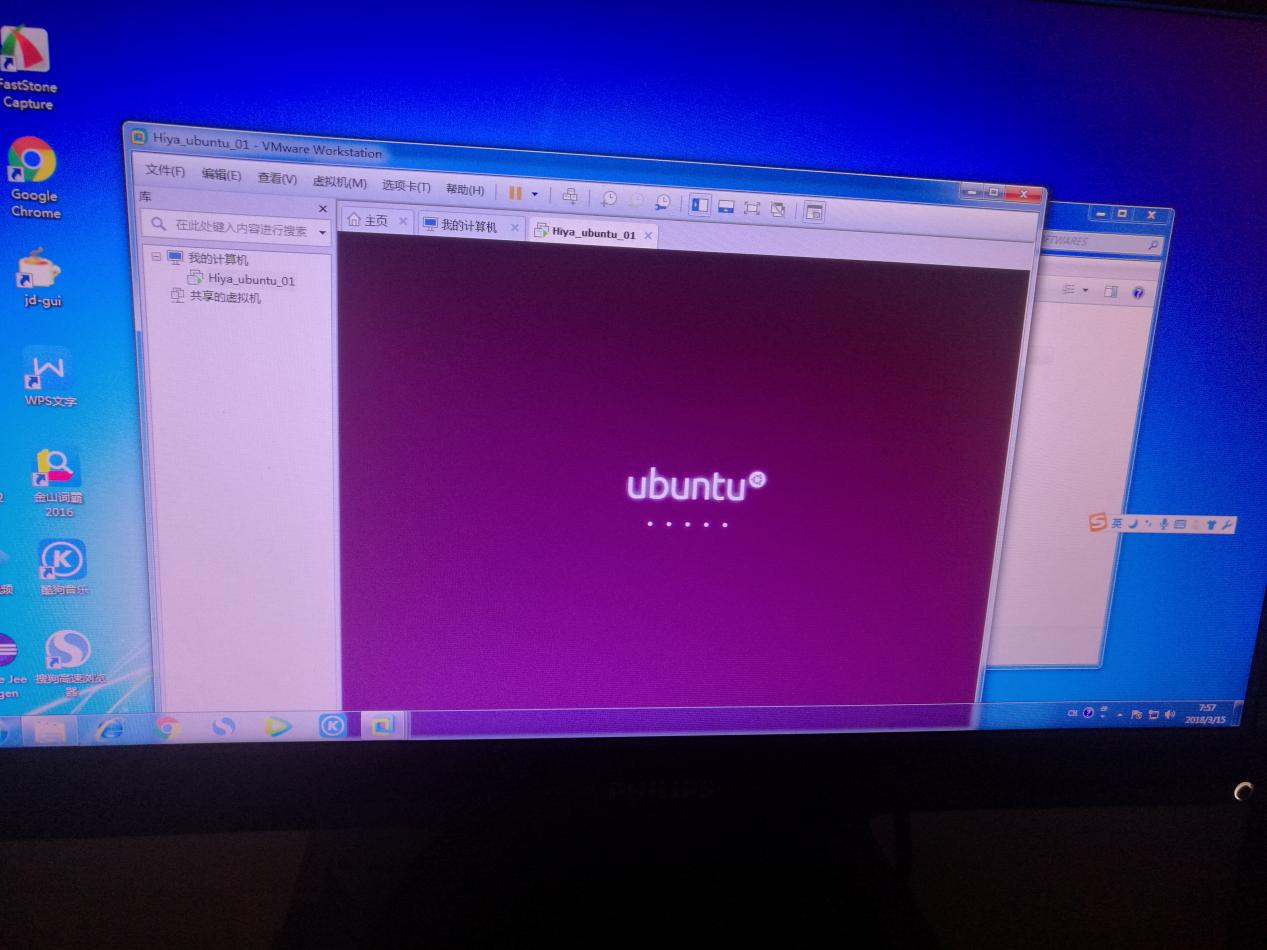 FastStone
Capture
Google
Chrome
jd-gui
WPS文字
金山词霸
2016
酷狗音乐
搜狗高速浏览
器
Hiya_ubuntu_01 - VMware Workstation
文件(F) 编辑(E) 查看(V) 虚拟机(M) 选项卡(T) 帮助(H)
库
在此处键入内容进行搜索
我的计算机
Hiya_ubuntu_01
共享的虚拟机
主页 我的计算机 Hiya_ubuntu_01
ubuntu
英
CH
7:57
2018/3/15
PHILIPS